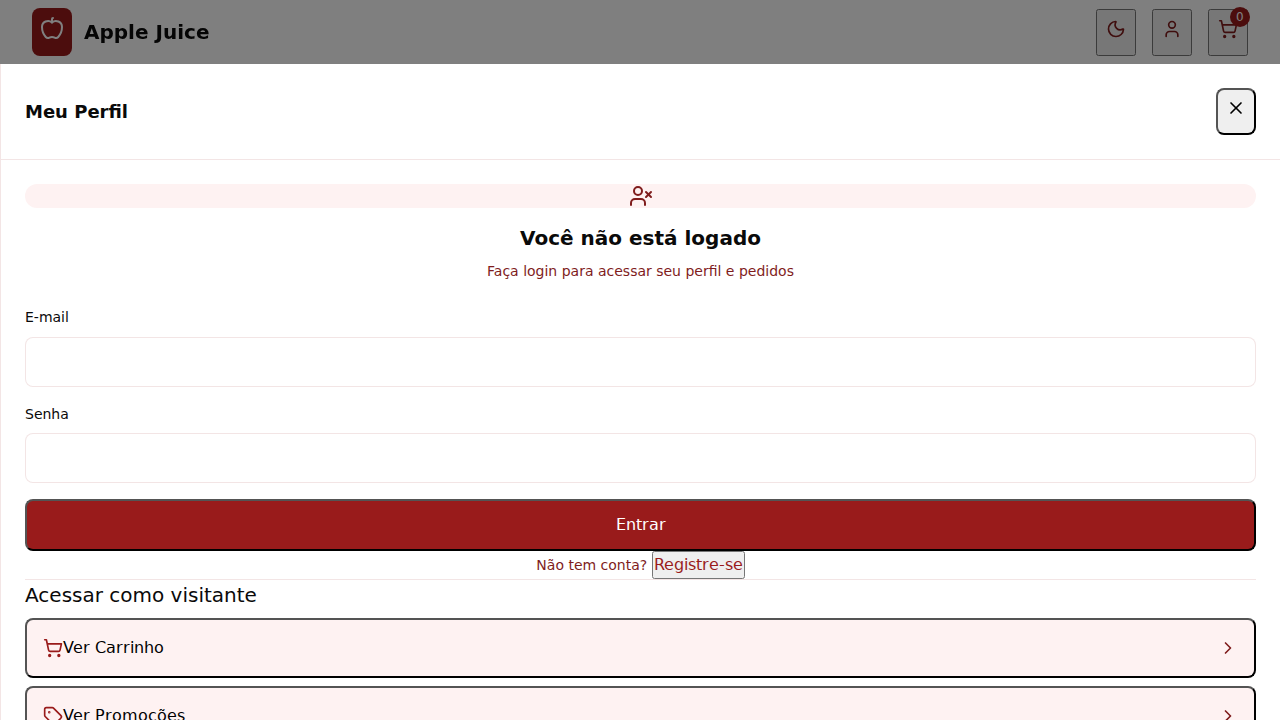 Apple Juice
0
Meu Perfil
Você não está logado
Faça login para acessar seu perfil e pedidos
E-mail
Senha
Entrar
Não tem conta? Registre-se
Acessar como visitante
Ver Carrinho
Ver Promoções